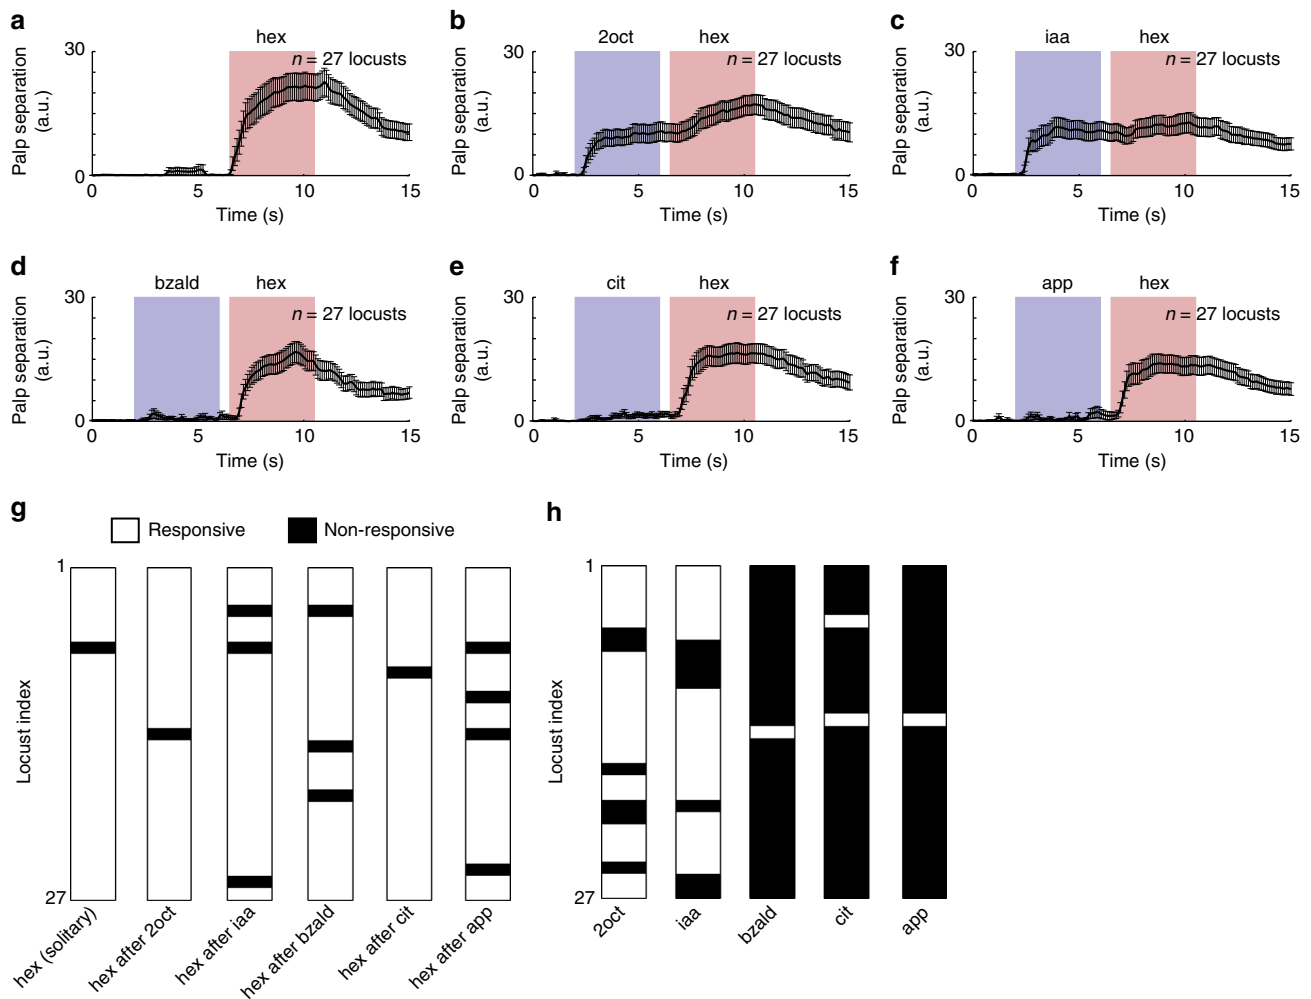 a
hex
n = 27 locusts
Palp separation
(a.u.)
30
0
0 5 10 15
Time (s)
b
2oct hex
n = 27 locusts
Palp separation
(a.u.)
30
0
0 5 10 15
Time (s)
c
iaa hex
n = 27 locusts
Palp separation
(a.u.)
30
0
0 5 10 15
Time (s)
d
bzald hex
n = 27 locusts
Palp separation
(a.u.)
30
0
0 5 10 15
Time (s)
e
cit hex
n = 27 locusts
Palp separation
(a.u.)
30
0
0 5 10 15
Time (s)
f
app hex
n = 27 locusts
Palp separation
(a.u.)
30
0
0 5 10 15
Time (s)
g
Responsive Non-responsive
1
Locust index
27
hex (solitary)
hex after 2oct
hex after iaa
hex after bzald
hex after cit
hex after app
h
1
Locust index
27
2oct
iaa
bzald
cit
app